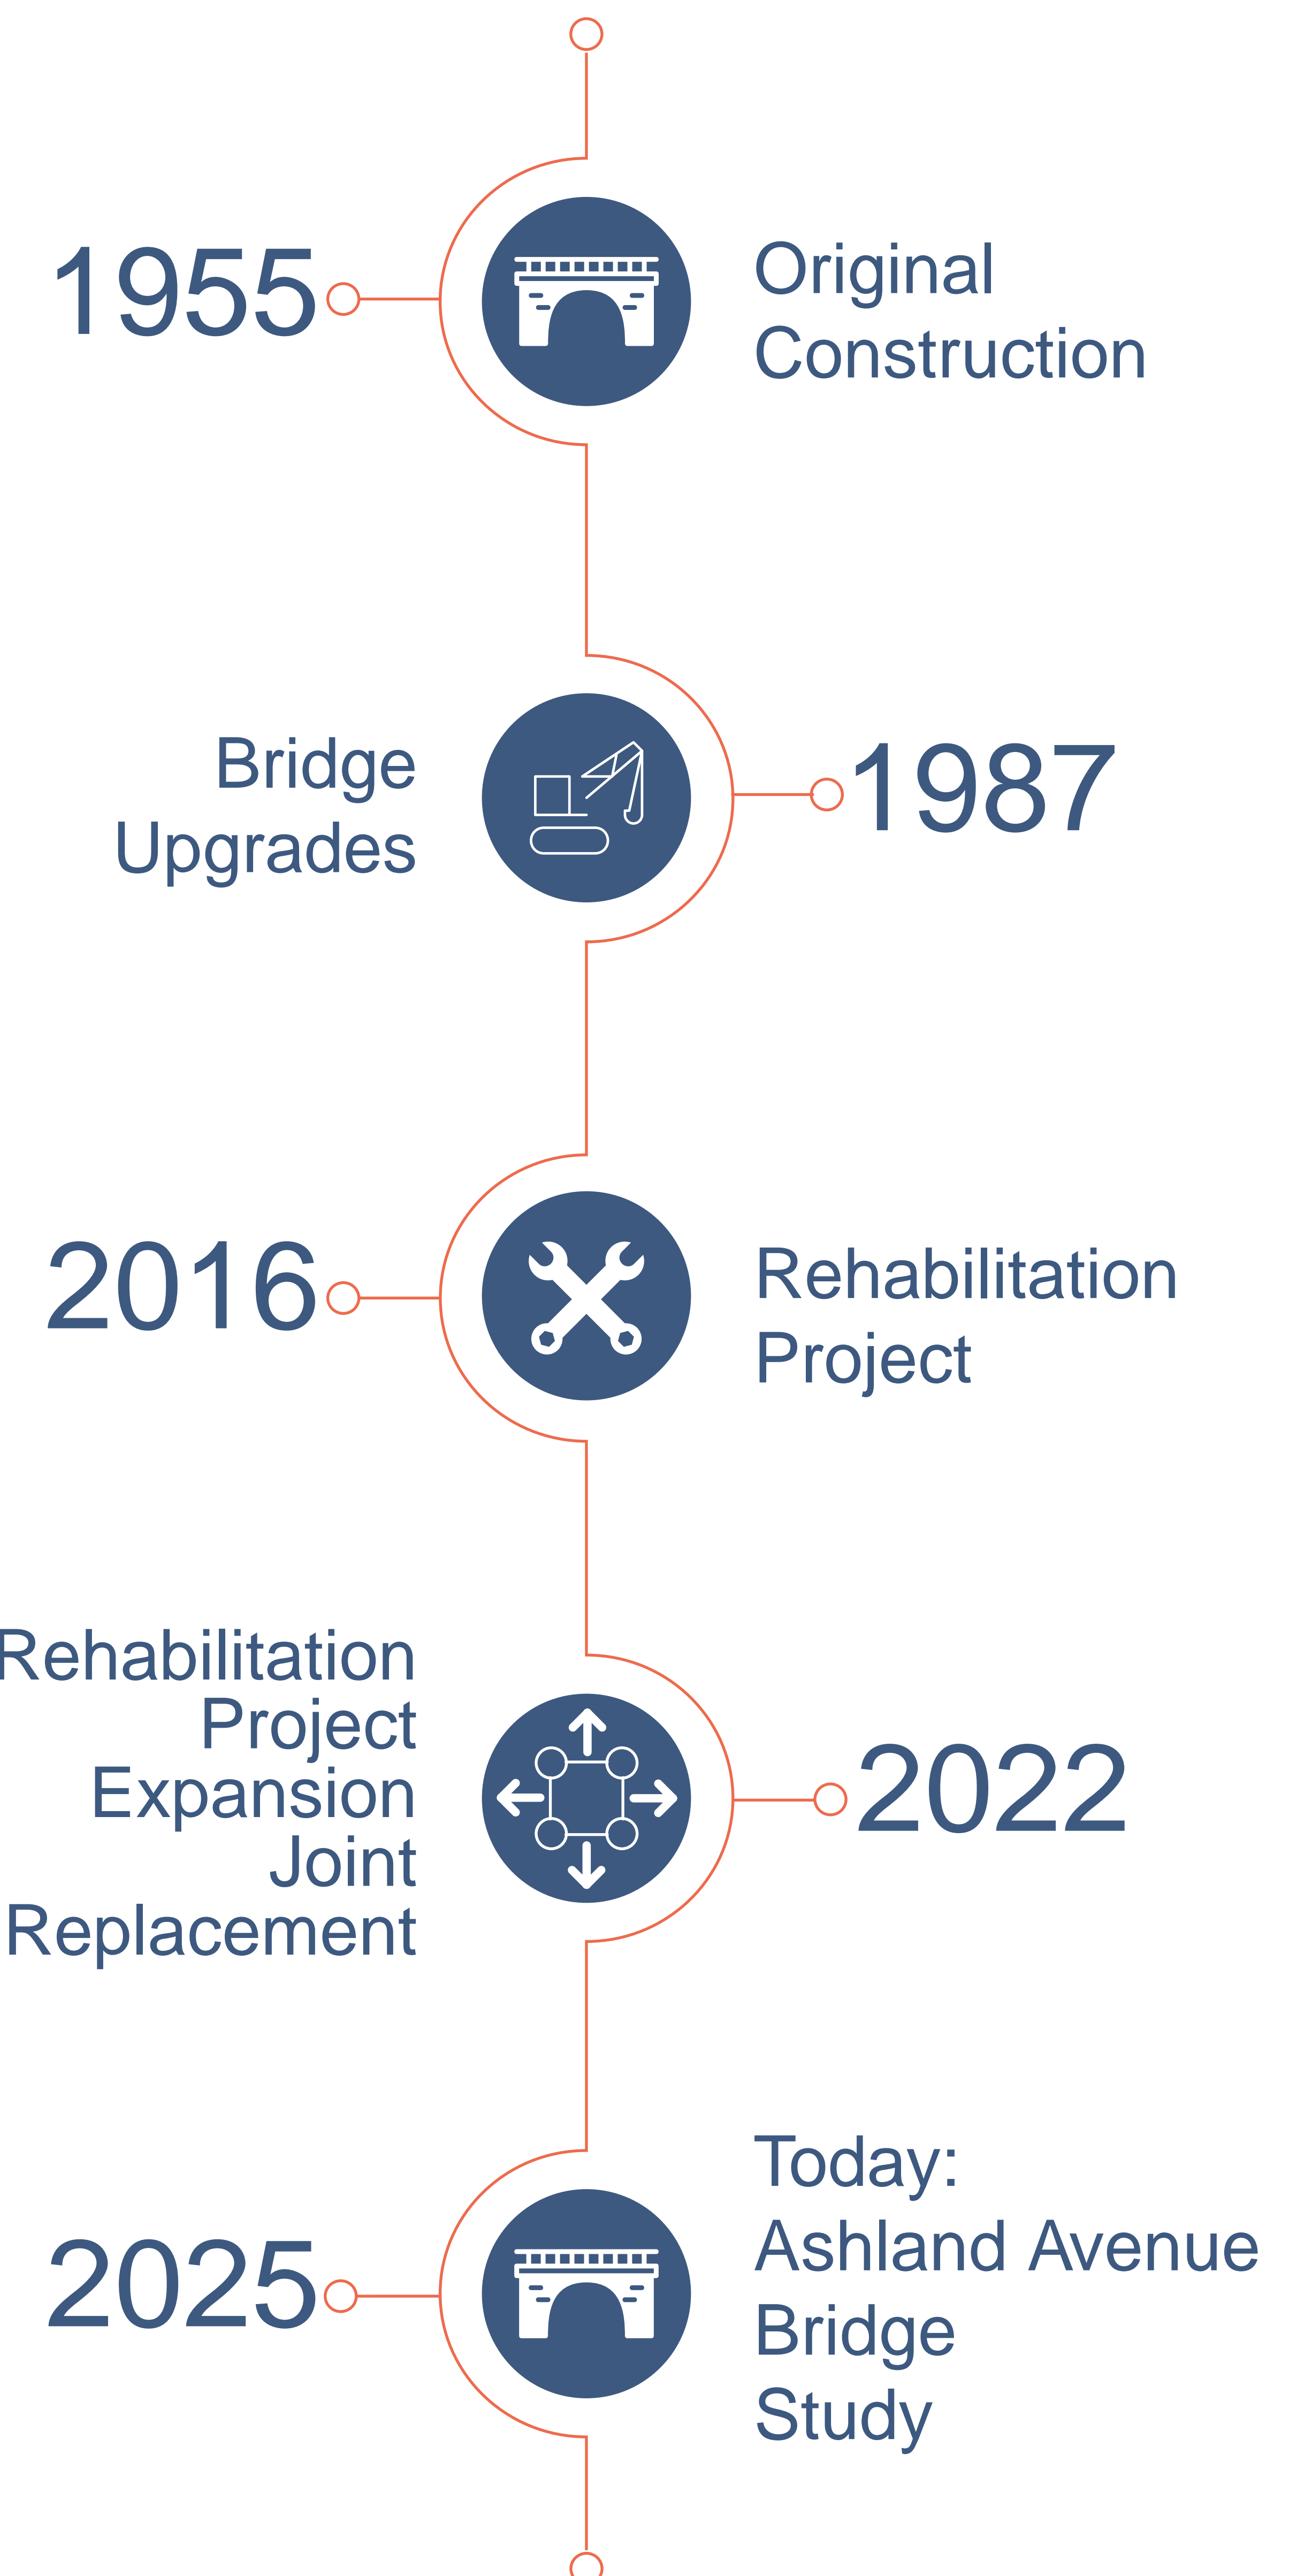 1955
Original
Construction
Bridge
Upgrades
1987
2016
Rehabilitation
Project
Rehabilitation
Project
Expansion
Joint
Replacement
2022
2025
Today:
Ashland Avenue
Bridge
Study